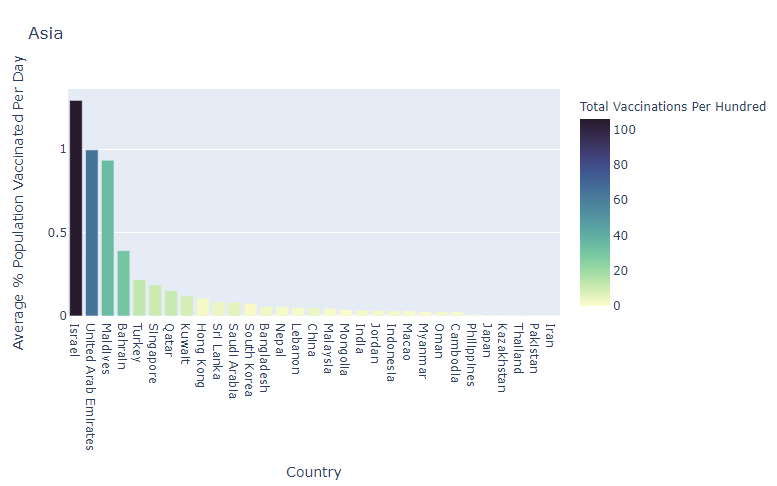 Asia
Average % Population Vaccinated Per Day
1
0.5
0
Israel
United Arab Emirates
Maldives
Bahrain
Turkey
Singapore
Qatar
Kuwait
Hong Kong
Sri Lanka
Saudi Arabia
South Korea
Bangladesh
Nepal
Lebanon
China
Malaysia
Mongolia
India
Jordan
Indonesia
Macao
Myanmar
Oman
Cambodia
Philippines
Japan
Kazakhstan
Thailand
Pakistan
Iran
Country
Total Vaccinations Per Hundred
100
80
60
40
20
0